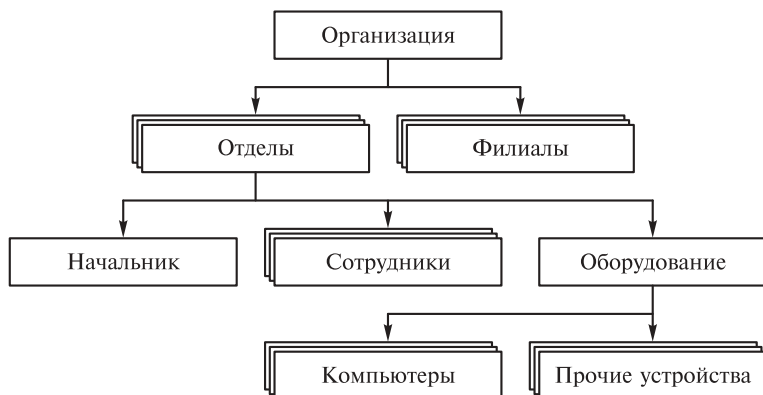 Организация
Отделы
Филиалы
Начальник
Сотрудники
Оборудование
Компьютеры
Прочие устройства